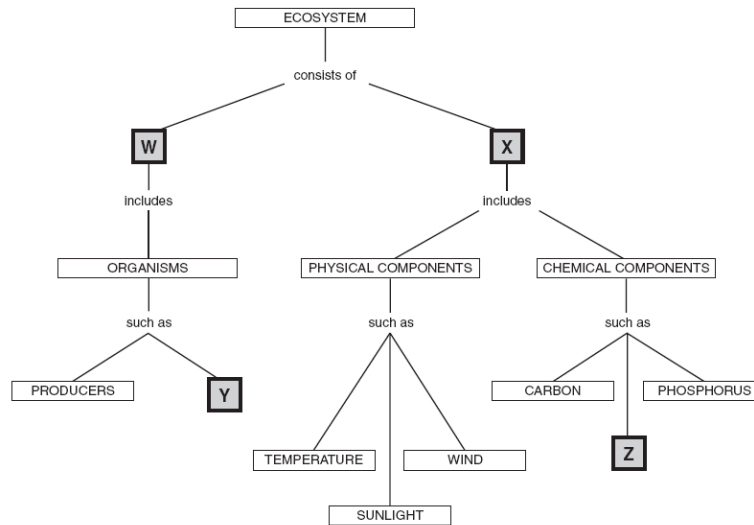 ECOSYSTEM
consists of
W
X
includes
includes
ORGANISMS
PHYSICAL COMPONENTS
CHEMICAL COMPONENTS
such as
such as
such as
PRODUCERS
Y
CARBON
PHOSPHORUS
TEMPERATURE
WIND
Z
SUNLIGHT